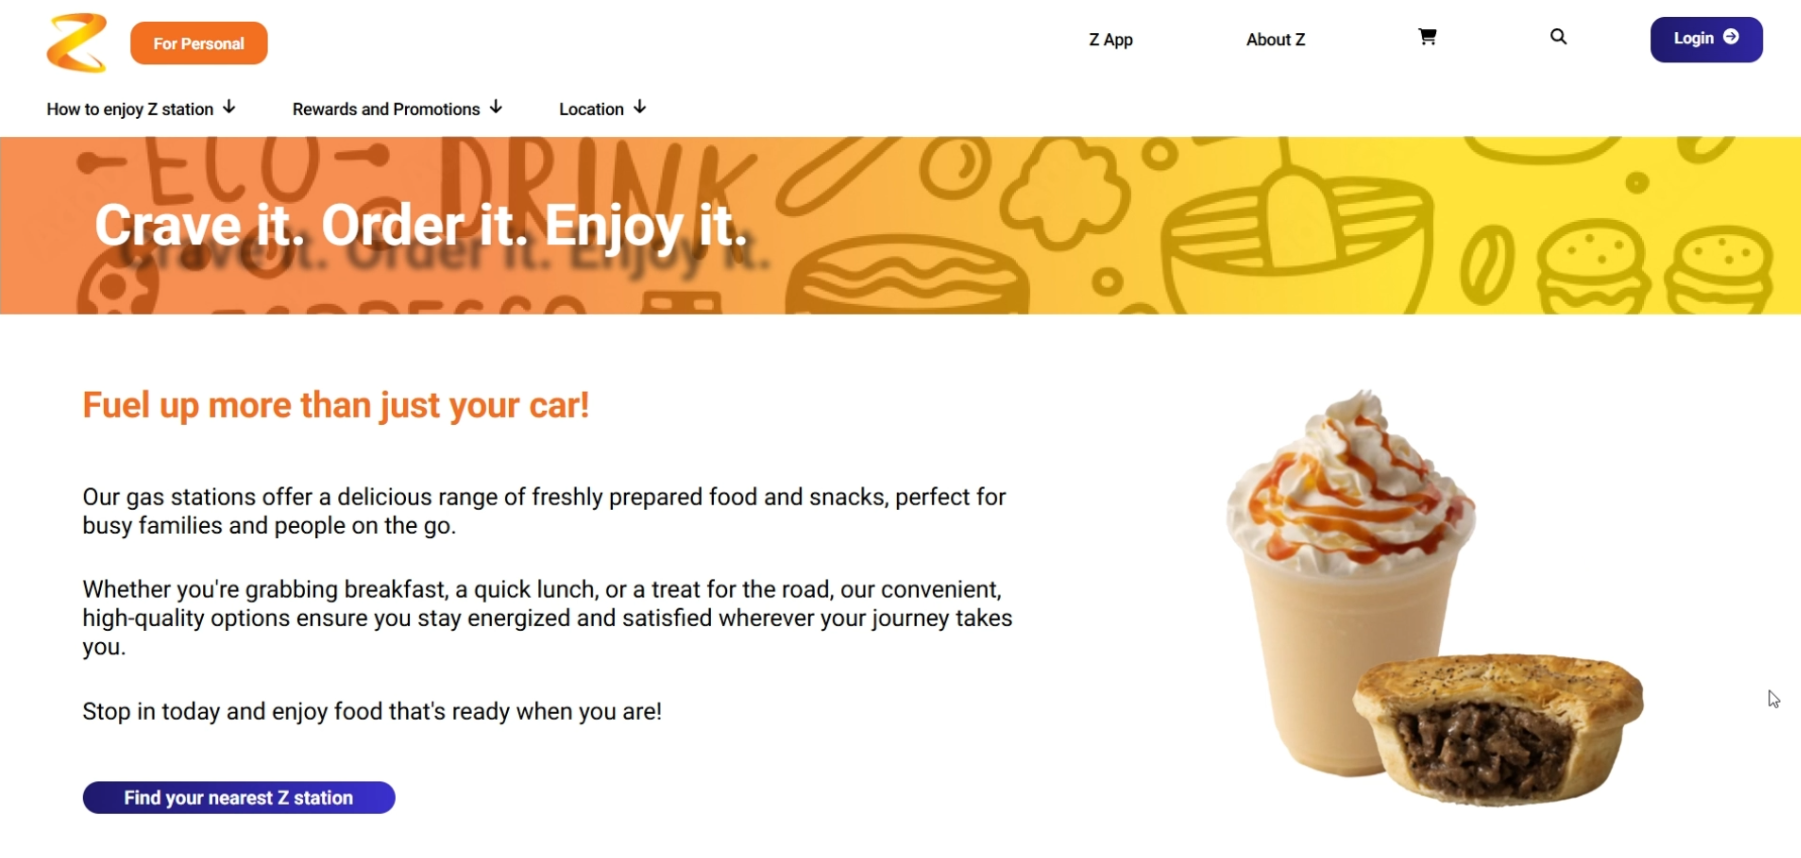 Z
For Personal
Z App
About Z
Login
How to enjoy Z station
Rewards and Promotions
Location
ECO DRINK
Crave it. Order it. Enjoy it.
ESPRESSO
Fuel up more than just your car!
Our gas stations offer a delicious range of freshly prepared food and snacks, perfect for
busy families and people on the go.
Whether you're grabbing breakfast, a quick lunch, or a treat for the road, our convenient,
high-quality options ensure you stay energized and satisfied wherever your journey takes
you.
Stop in today and enjoy food that's ready when you are!
Find your nearest Z station